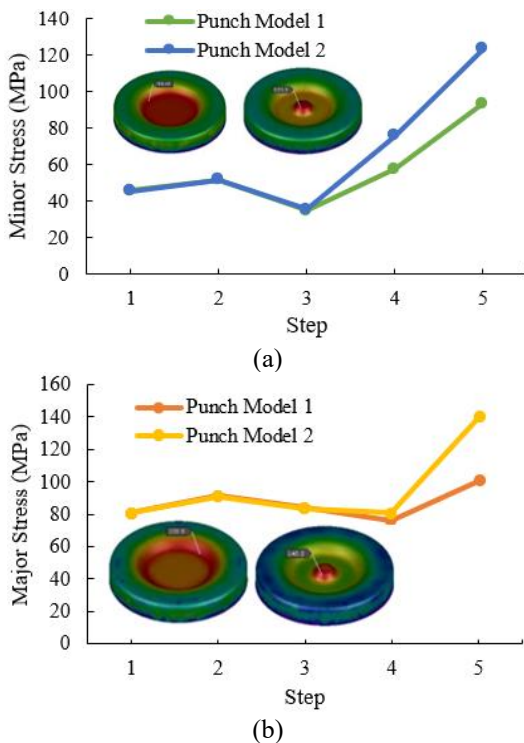 (a)
140
120
100
80
60
40
20
0
Minor Stress (MPa)
Punch Model 1
Punch Model 2
1 2 3 4 5
Step
(a)
160
140
120
100
80
60
40
20
0
Major Stress (MPa)
Punch Model 1
Punch Model 2
1 2 3 4 5
Step
(b)